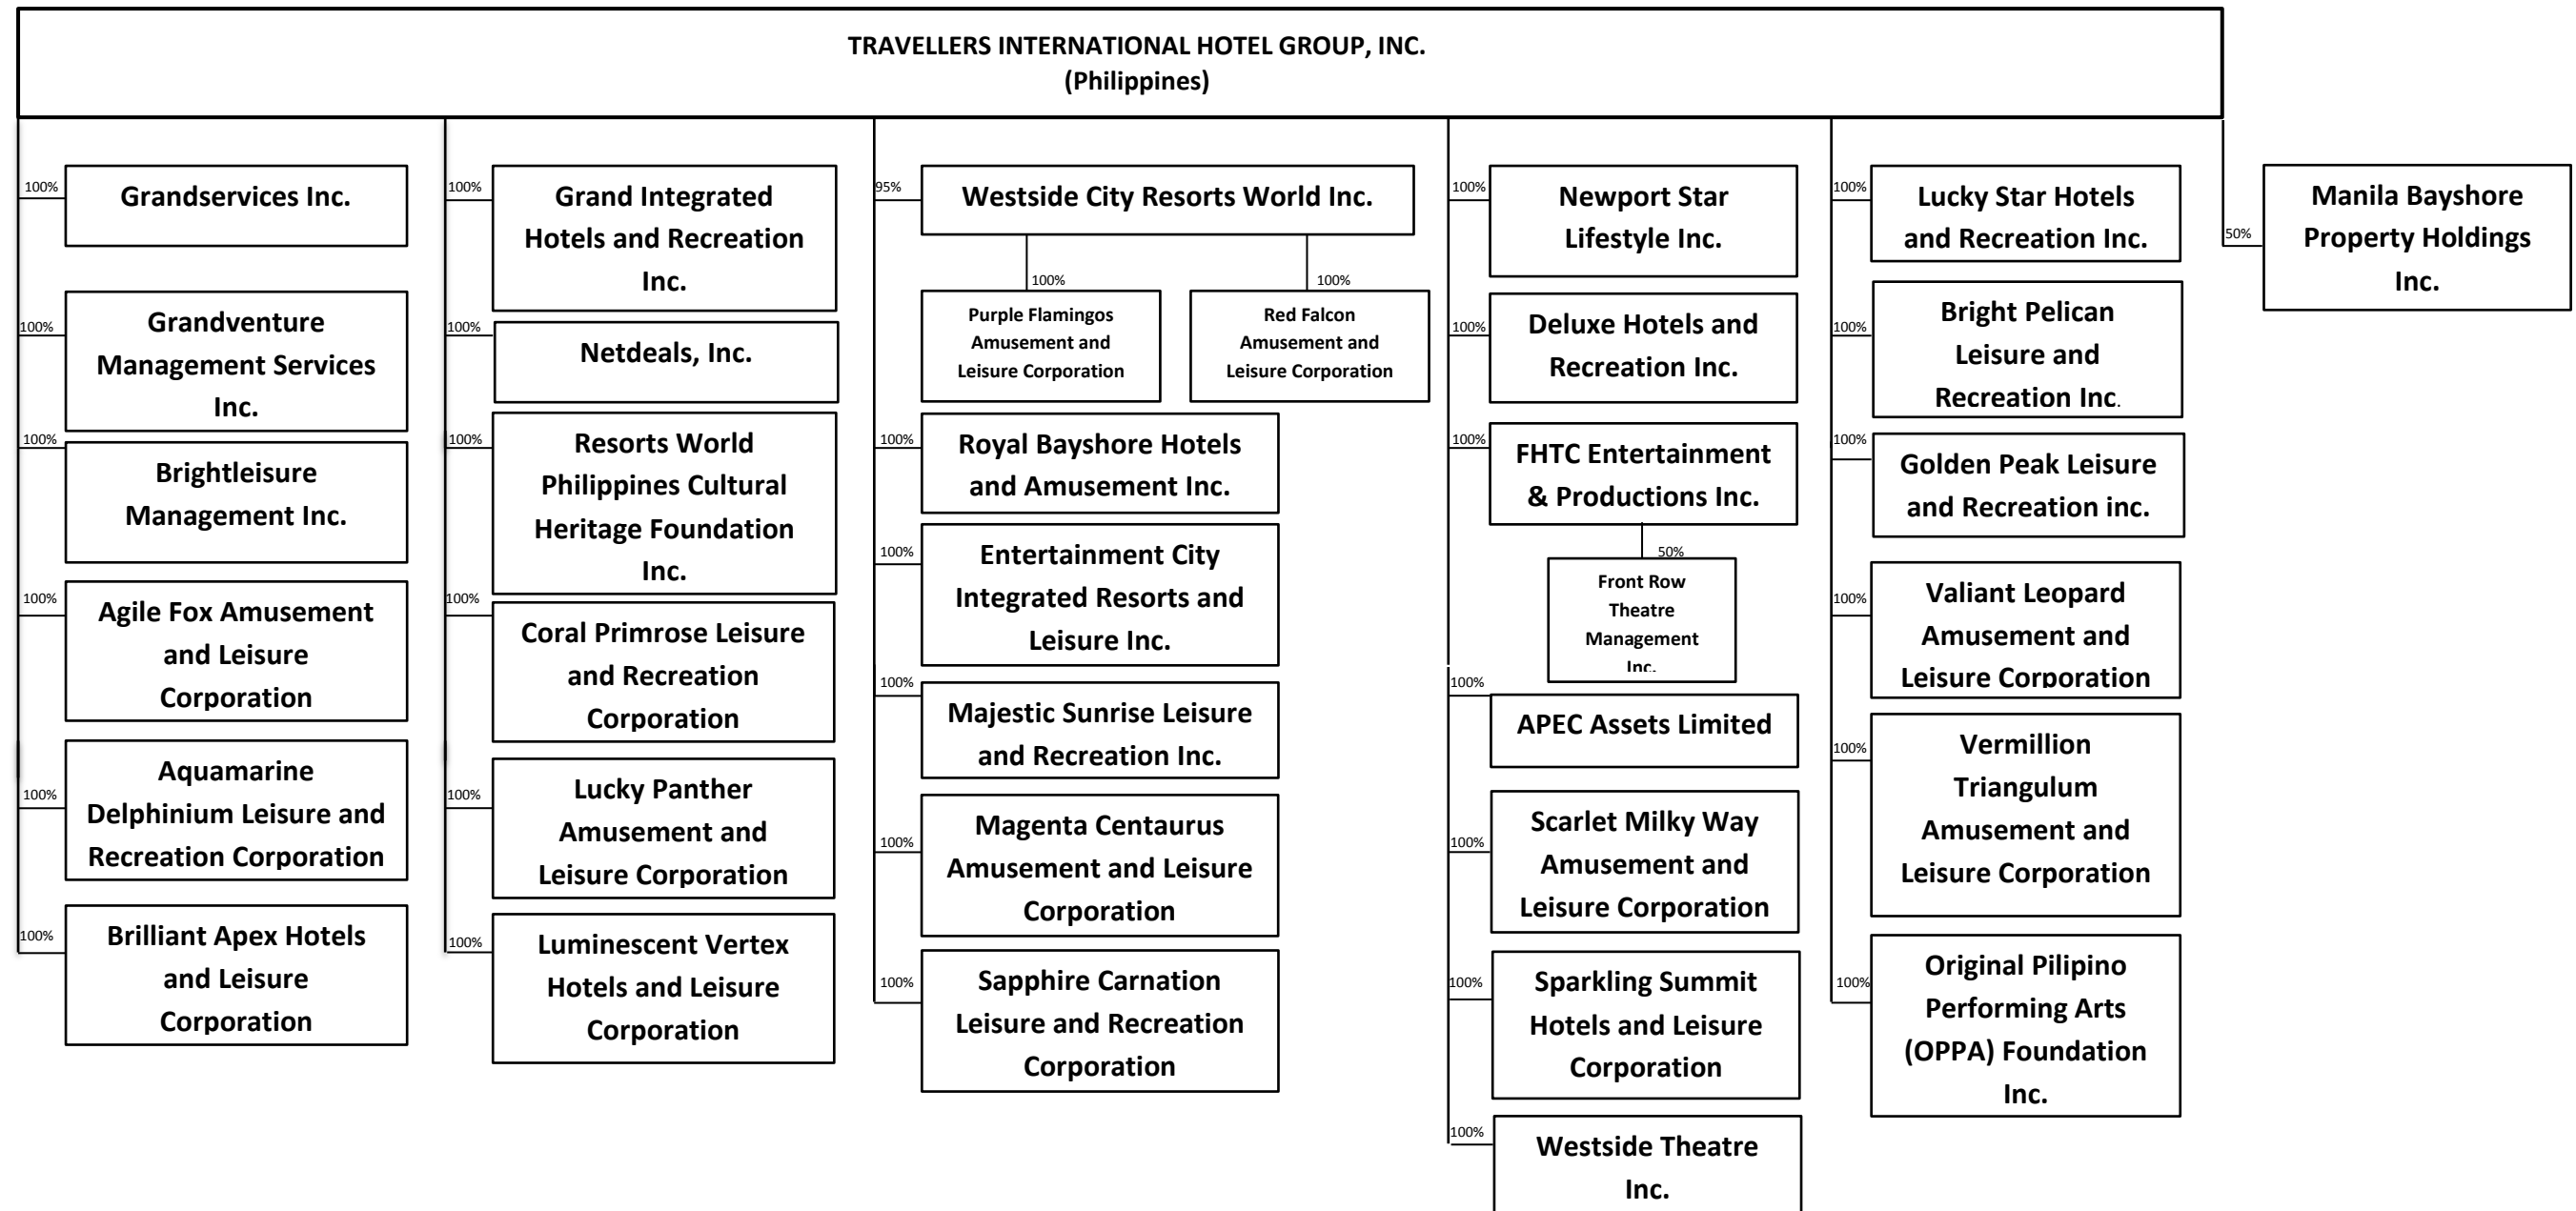 TRAVELLERS INTERNATIONAL HOTEL GROUP, INC.
(Philippines)
100%
Grandservices Inc.
100%
Grandventure
Management Services
Inc.
100%
Brightleisure
Management Inc.
100%
Agile Fox Amusement
and Leisure
Corporation
100%
Aquamarine
Delphinium Leisure and
Recreation Corporation
100%
Brilliant Apex Hotels
and Leisure
Corporation
100%
Grand Integrated
Hotels and Recreation
Inc.
100%
Netdeals, Inc.
100%
Resorts World
Philippines Cultural
Heritage Foundation
Inc.
100%
Coral Primrose Leisure
and Recreation
Corporation
100%
Lucky Panther
Amusement and
Leisure Corporation
100%
Luminescent Vertex
Hotels and Leisure
Corporation
95%
Westside City Resorts World Inc.
100%
Purple Flamingos
Amusement and
Leisure Corporation
100%
Red Falcon
Amusement and
Leisure Corporation
100%
Royal Bayshore Hotels
and Amusement Inc.
100%
Entertainment City
Integrated Resorts and
Leisure Inc.
100%
Majestic Sunrise Leisure
and Recreation Inc.
100%
Magenta Centaurus
Amusement and Leisure
Corporation
100%
Sapphire Carnation
Leisure and Recreation
Corporation
100%
Newport Star
Lifestyle Inc.
100%
Deluxe Hotels and
Recreation Inc.
100%
FHTC Entertainment
& Productions Inc.
50%
Front Row
Theatre
Management
Inc.
100%
APEC Assets Limited
100%
Scarlet Milky Way
Amusement and
Leisure Corporation
100%
Sparkling Summit
Hotels and Leisure
Corporation
100%
Westside Theatre
Inc.
100%
Lucky Star Hotels
and Recreation Inc.
100%
Bright Pelican
Leisure and
Recreation Inc.
100%
Golden Peak Leisure
and Recreation inc.
100%
Valiant Leopard
Amusement and
Leisure Corporation
100%
Vermillion
Triangulum
Amusement and
Leisure Corporation
100%
Original Pilipino
Performing Arts
(OPPA) Foundation
Inc.
50%
Manila Bayshore
Property Holdings
Inc.